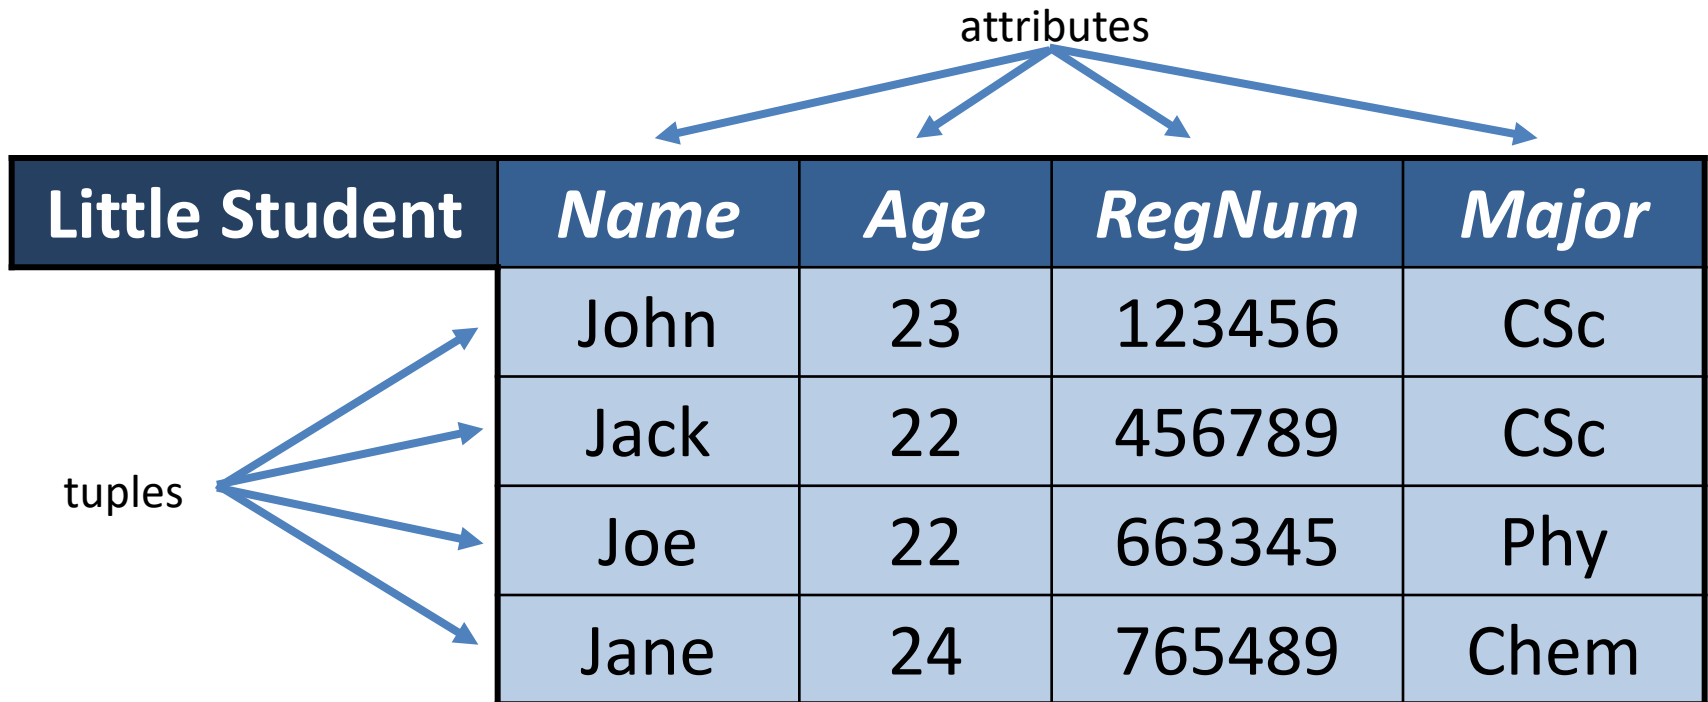 attributes
Little Student Name Age RegNum Major
John 23 123456 CSc
Jack 22 456789 CSc
tuples
Joe 22 663345 Phy
Jane 24 765489 Chem